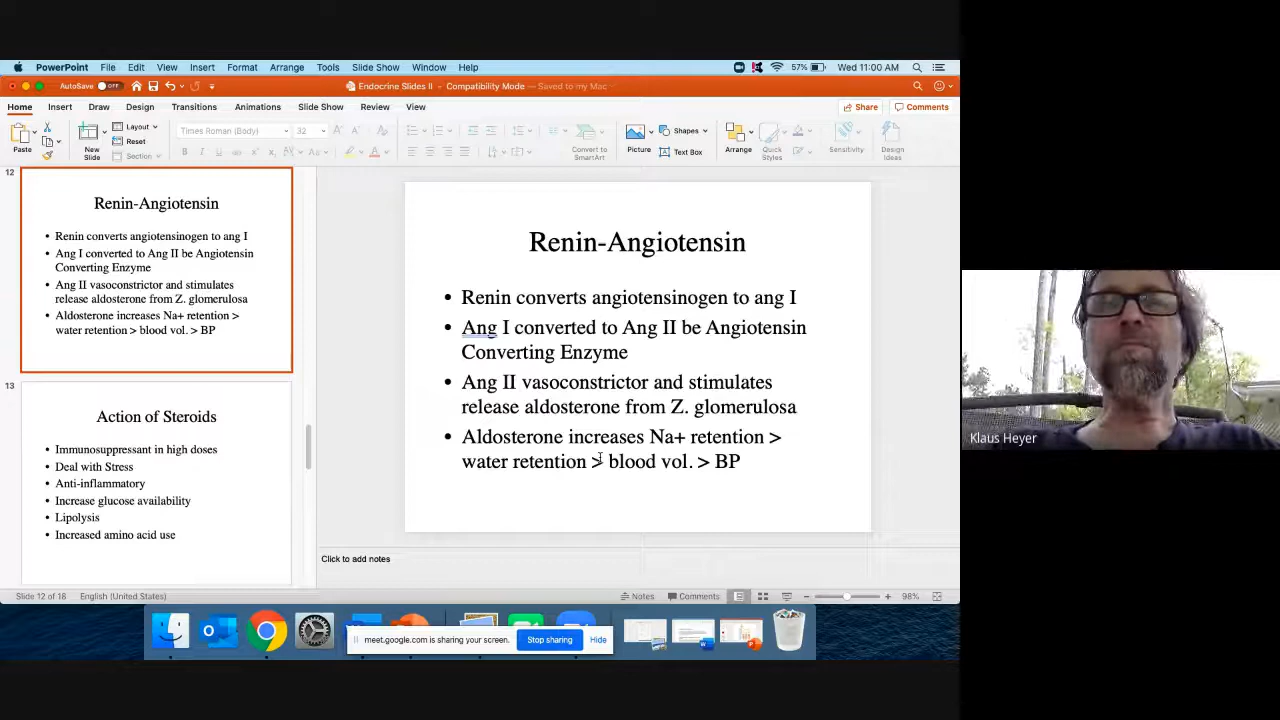 PowerPoint File Edit View Insert Format Arrange Tools Slide Show Window Help 57% Wed 11:00 AM
AutoSave OFF Endocrine Slides II - Compatibility Mode — Saved to my Mac
Home Insert Draw Design Transitions Animations Slide Show Review View Share Comments
Paste
New Slide
Layout
Reset
Section
Times Roman (Body) 32
Convert to SmartArt
Picture
Shapes
Text Box
Arrange
Quick Styles
Sensitivity
Design Ideas
12
Renin-Angiotensin
• Renin converts angiotensinogen to ang I
• Ang I converted to Ang II be Angiotensin
Converting Enzyme
• Ang II vasoconstrictor and stimulates
release aldosterone from Z. glomerulosa
• Aldosterone increases Na+ retention >
water retention > blood vol. > BP
13
Action of Steroids
• Immunosuppressant in high doses
• Deal with Stress
• Anti-inflammatory
• Increase glucose availability
• Lipolysis
• Increased amino acid use
Renin-Angiotensin
• Renin converts angiotensinogen to ang I
• Ang I converted to Ang II be Angiotensin
Converting Enzyme
• Ang II vasoconstrictor and stimulates
release aldosterone from Z. glomerulosa
• Aldosterone increases Na+ retention >
water retention > blood vol. > BP
Click to add notes
Slide 12 of 18 English (United States) Notes Comments 98%
meet.google.com is sharing your screen. Stop sharing Hide
Klaus Heyer